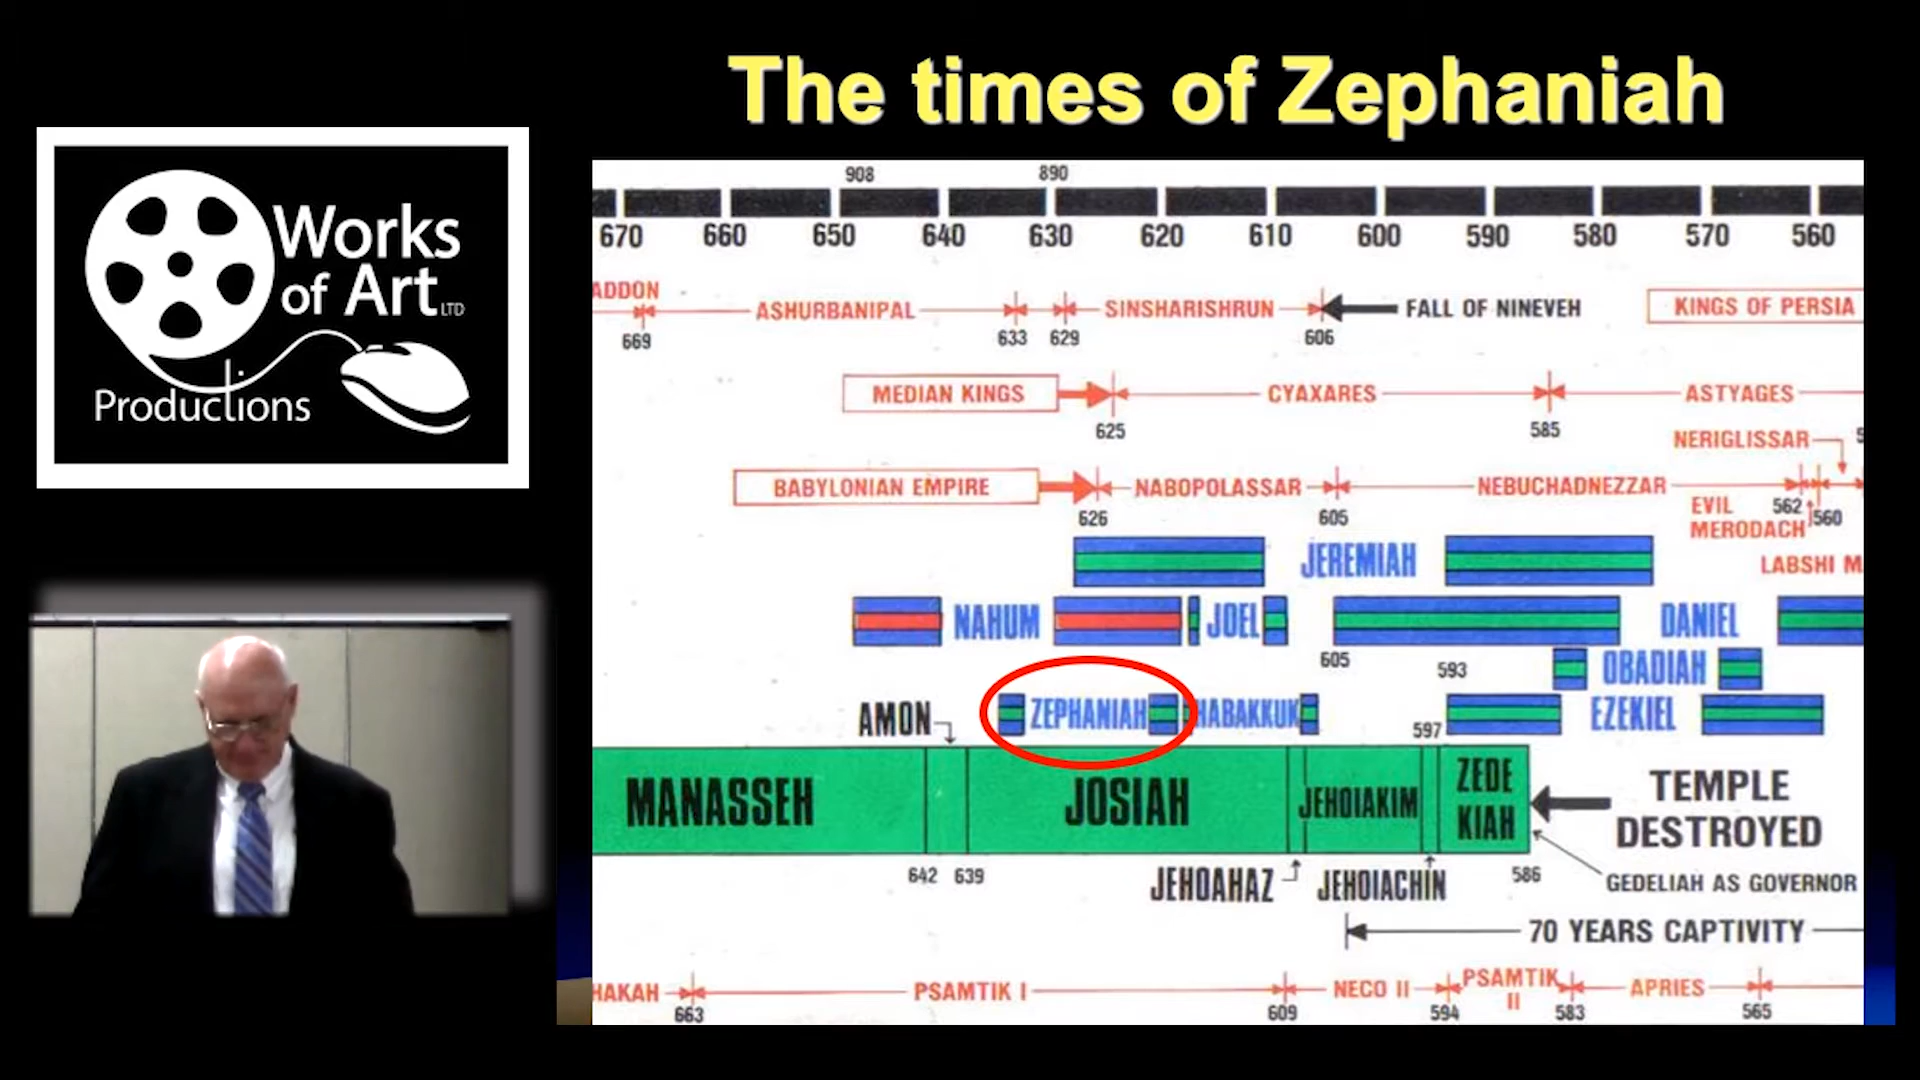 The times of Zephaniah
Works
of Art LTD
Productions
908 890
670 660 650 640 630 620 610 600 590 580 570 560
ADDON ASHURBANIPAL SINSHARISHRUN FALL OF NINEVEH KINGS OF PERSIA
669 633 629 606
MEDIAN KINGS CYAXARES ASTYAGES
625 585
NERIGLISSAR
BABYLONIAN EMPIRE NABOPOLASSAR NEBUCHADNEZZAR
626 605 562 560
EVIL
MERODACH
JEREMIAH
LABSHI M
NAHUM JOEL DANIEL
605 593
OBADIAH
AMON ZEPHANIAH HABAKKUK EZEKIEL
597
MANASSEH JOSIAH JEHOIAKIM ZEDE
KIAH
TEMPLE
DESTROYED
642 639 586
JEHOAHAZ JEHOIACHIN GEDELIAH AS GOVERNOR
70 YEARS CAPTIVITY
HAKAH PSAMTIK I NECO II PSAMTIK
II APRIES
663 609 594 583 565